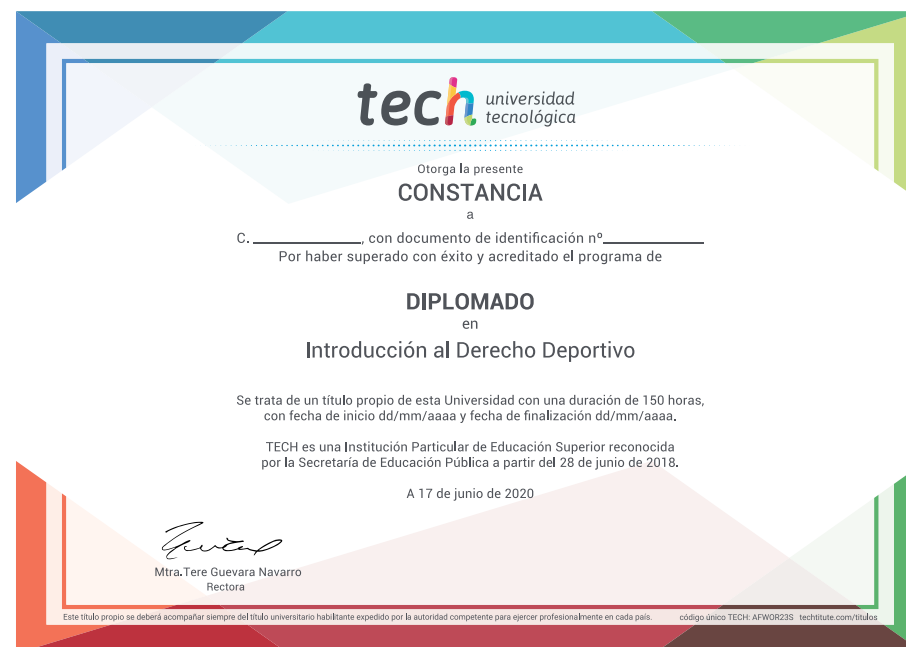 tech universidad
tecnológica
Otorga la presente
CONSTANCIA
a
C. ____________, con documento de identificación nº____________
Por haber superado con éxito y acreditado el programa de
DIPLOMADO
en
Introducción al Derecho Deportivo
Se trata de un título propio de esta Universidad con una duración de 150 horas,
con fecha de inicio dd/mm/aaaa y fecha de finalización dd/mm/aaaa.
TECH es una Institución Particular de Educación Superior reconocida
por la Secretaría de Educación Pública a partir del 28 de junio de 2018.
A 17 de junio de 2020
Mtra.Tere Guevara Navarro
Rectora
Este título propio se deberá acompañar siempre del título universitario habilitante expedido por la autoridad competente para ejercer profesionalmente en cada país. código único TECH: AFWOR23S techtitute.com/titulos